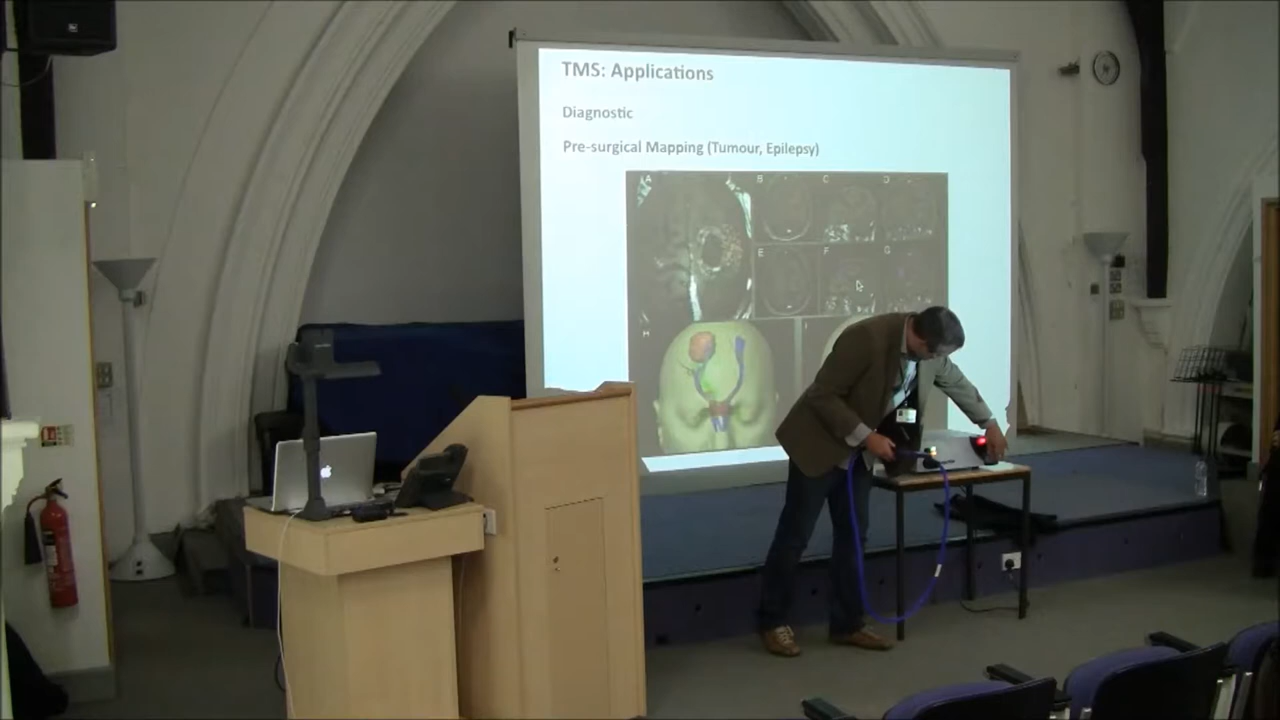 TMS: Applications
Diagnostic
Pre-surgical Mapping (Tumour, Epilepsy)
A
B
C
D
E
F
G
H